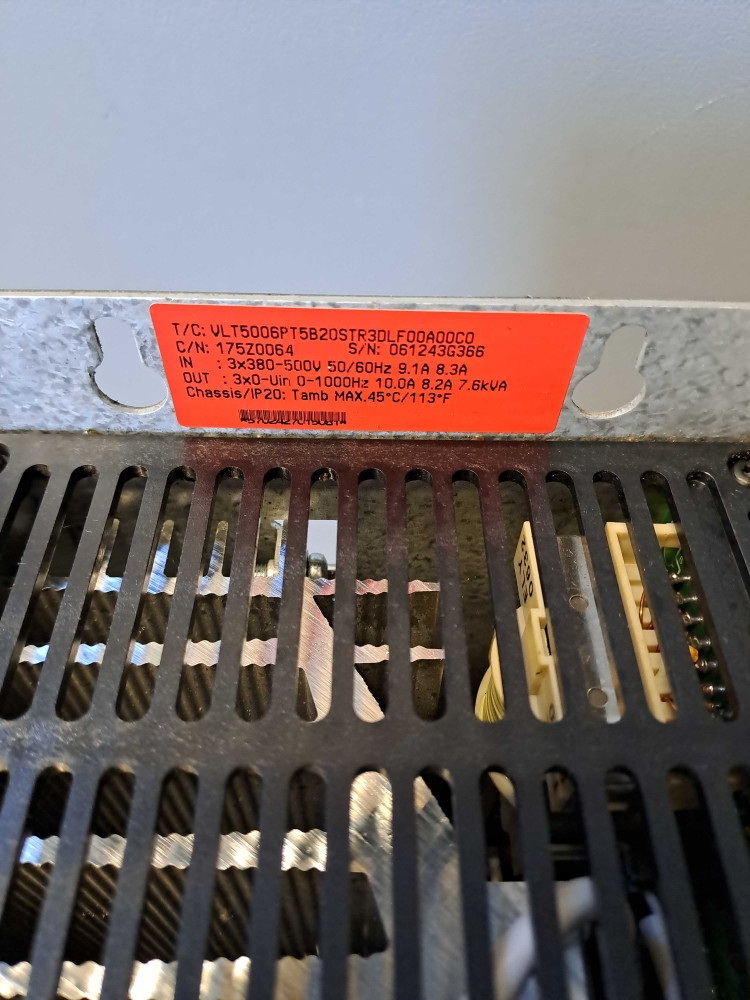 T/C: VLT5006PT5B20STR3DLF00A00C0
C/N: 175Z0064 S/N: 061243G366
IN : 3x380-500V 50/60Hz 9.1A 8.3A
OUT : 3x0-Uin 0-1000Hz 10.0A 8.2A 7.6kVA
Chassis/IP20: Tamb MAX.45°C/113°F